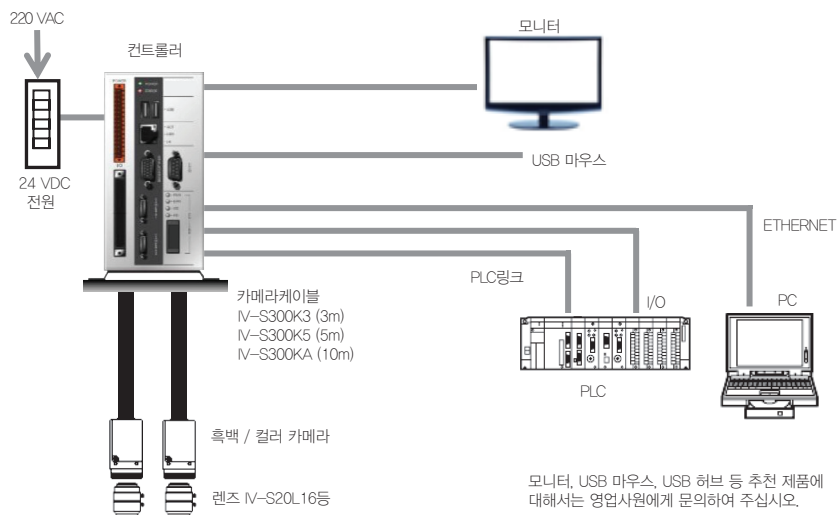 220 VAC
컨트롤러
모니터
24 VDC
전원
USB 마우스
ETHERNET
PLC링크
I/O
PC
카메라케이블
IV-S300K3 (3m)
IV-S300K5 (5m)
IV-S300KA (10m)
PLC
흑백 / 컬러 카메라
렌즈 IV-S20L16등
모니터, USB 마우스, USB 허브 등 추천 제품에
대해서는 영업사원에게 문의하여 주십시오.